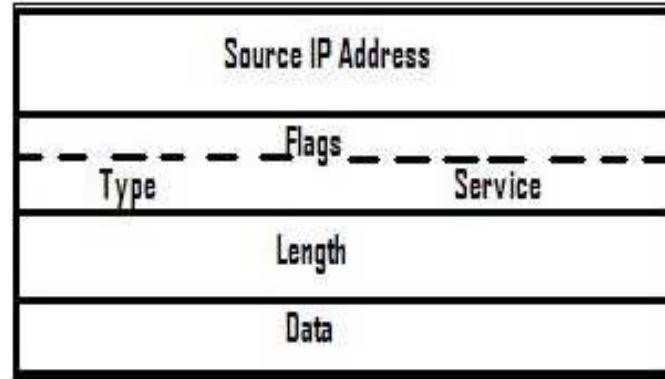 Source IP Address
Flags
Type Service
Length
Data